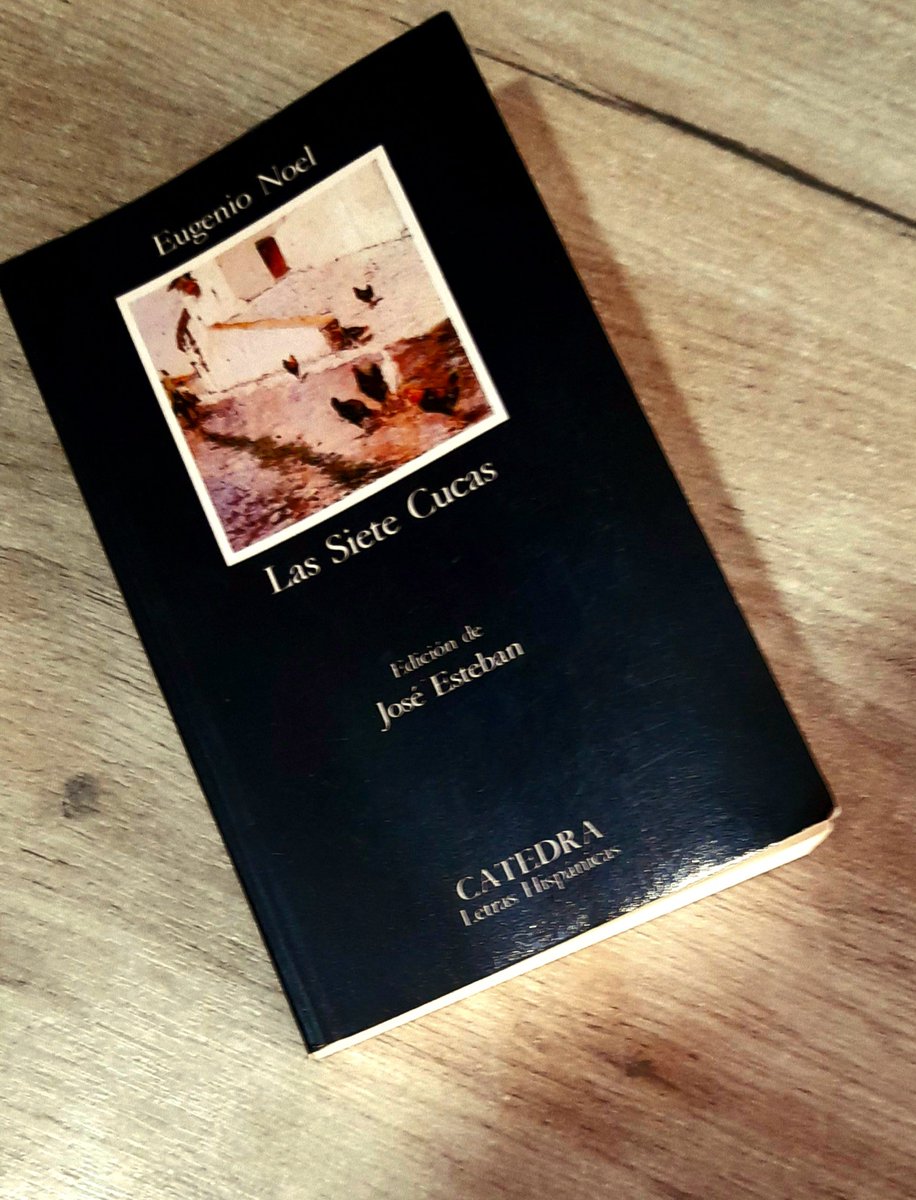 Eugenio Noel
Las Siete Cucas
Edición de
José Esteban
CATEDRA
Letras Hispánicas